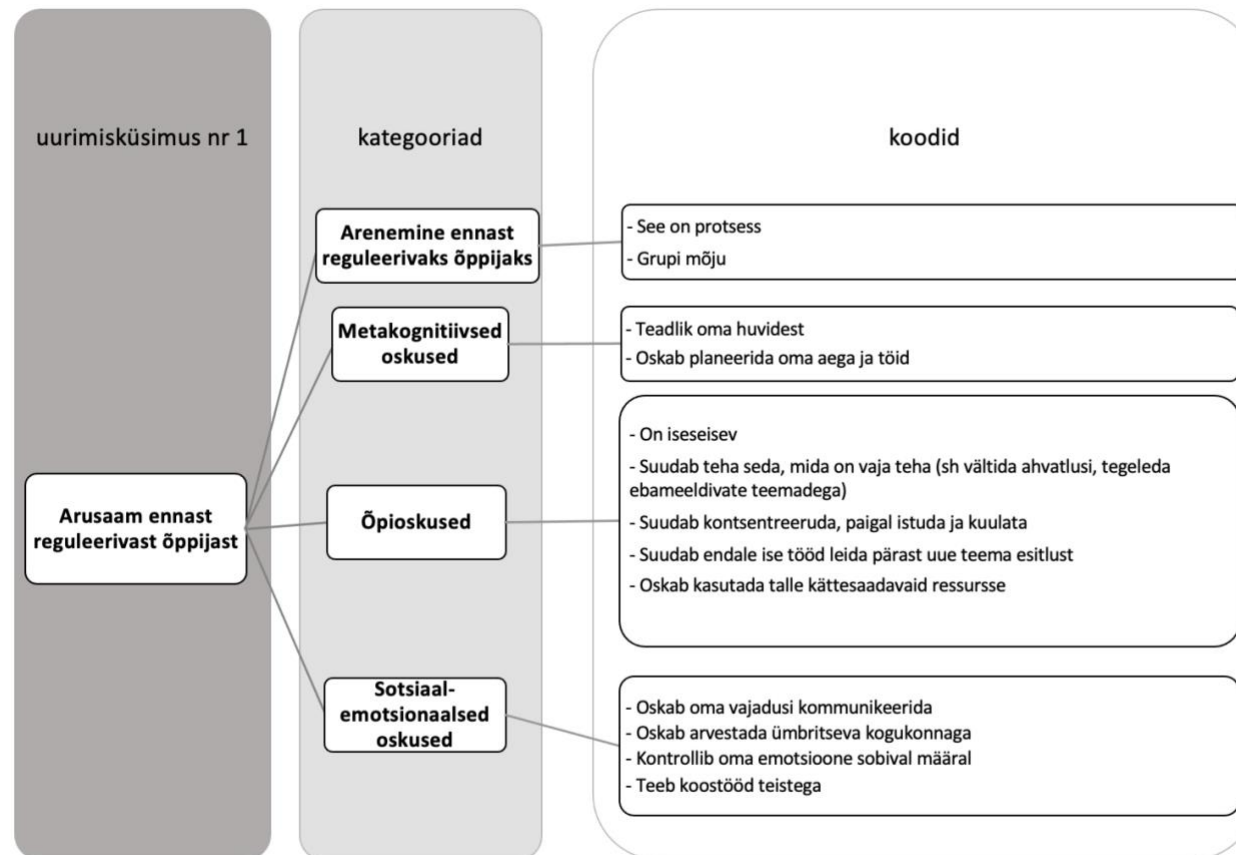 uurimisküsimus nr 1
kategooriad
koodid
Arenemine ennast
reguleerivaks õppijaks
- See on protsess
- Grupi mõju
Metakognitiivsed
oskused
- Teadlik oma huvidest
- Oskab planeerida oma aega ja töid
Arusaam ennast
reguleerivast õppijast
Õpioskused
- On iseseisev
- Suudab teha seda, mida on vaja teha (sh vältida ahvatlusi, tegeleda
ebameeldivate teemadega)
- Suudab kontsentreeruda, paigal istuda ja kuulata
- Suudab endale ise tööd leida pärast uue teema esitlust
- Oskab kasutada talle kättesaadavaid ressursse
Sotsiaal-
emotsionaalsed
oskused
- Oskab oma vajadusi kommunikeerida
- Oskab arvestada ümbritseva kogukonnaga
- Kontrollib oma emotsioone sobival määral
- Teeb koostööd teistega